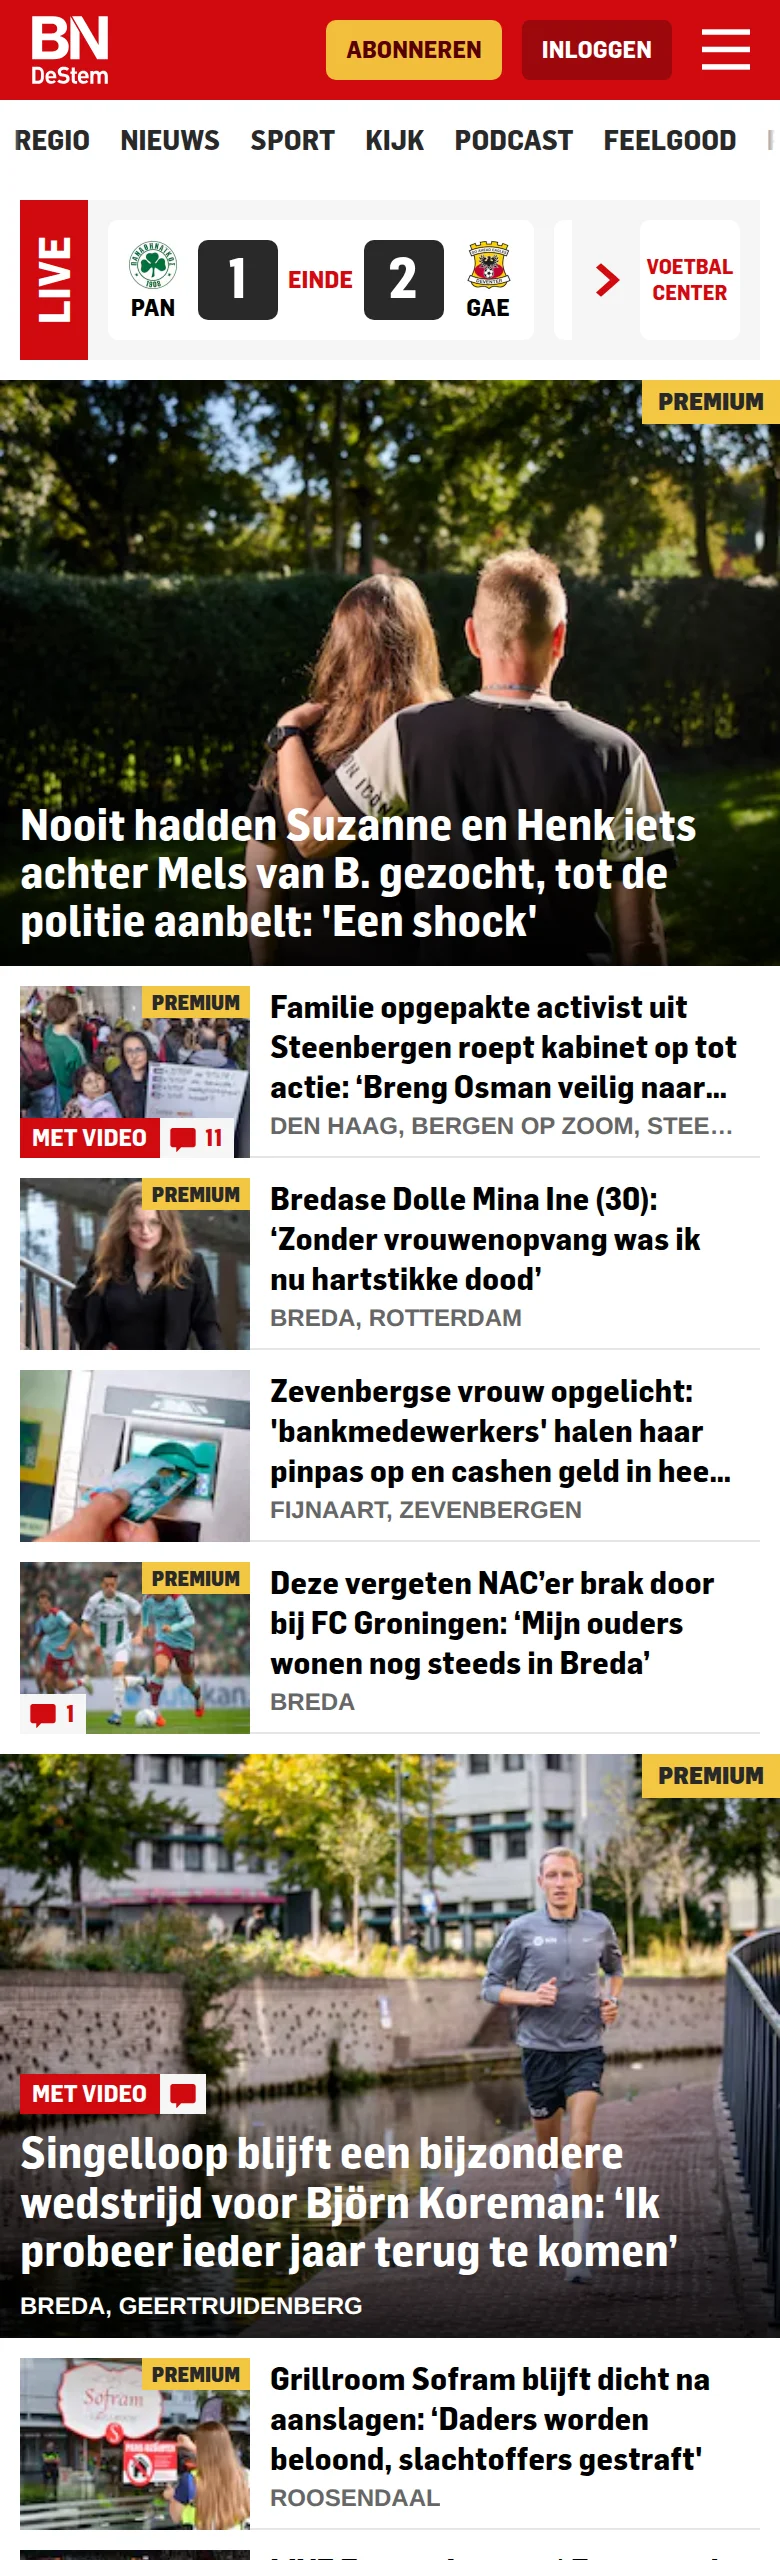 BN
DeStem
ABONNEREN
INLOGGEN
REGIO NIEUWS SPORT KIJK PODCAST FEELGOOD
LIVE
PAN
1
EINDE
2
GAE
VOETBAL
CENTER
PREMIUM
Nooit hadden Suzanne en Henk iets
achter Mels van B. gezocht, tot de
politie aanbelt: 'Een shock'
PREMIUM
MET VIDEO
11
Familie opgepakte activist uit
Steenbergen roept kabinet op tot
actie: ‘Breng Osman veilig naar...
DEN HAAG, BERGEN OP ZOOM, STEE...
PREMIUM
Bredase Dolle Mina Ine (30):
‘Zonder vrouwenopvang was ik
nu hartstikke dood’
BREDA, ROTTERDAM
Zevenbergse vrouw opgelicht:
'bankmedewerkers' halen haar
pinpas op en cashen geld in hee...
FIJNAART, ZEVENBERGEN
PREMIUM
1
Deze vergeten NAC’er brak door
bij FC Groningen: ‘Mijn ouders
wonen nog steeds in Breda’
BREDA
PREMIUM
MET VIDEO
Singelloop blijft een bijzondere
wedstrijd voor Björn Koreman: ‘Ik
probeer ieder jaar terug te komen’
BREDA, GEERTRUIDENBERG
PREMIUM
Sofram
Grillroom Sofram blijft dicht na
aanslagen: ‘Daders worden
beloond, slachtoffers gestraft'
ROOSENDAAL